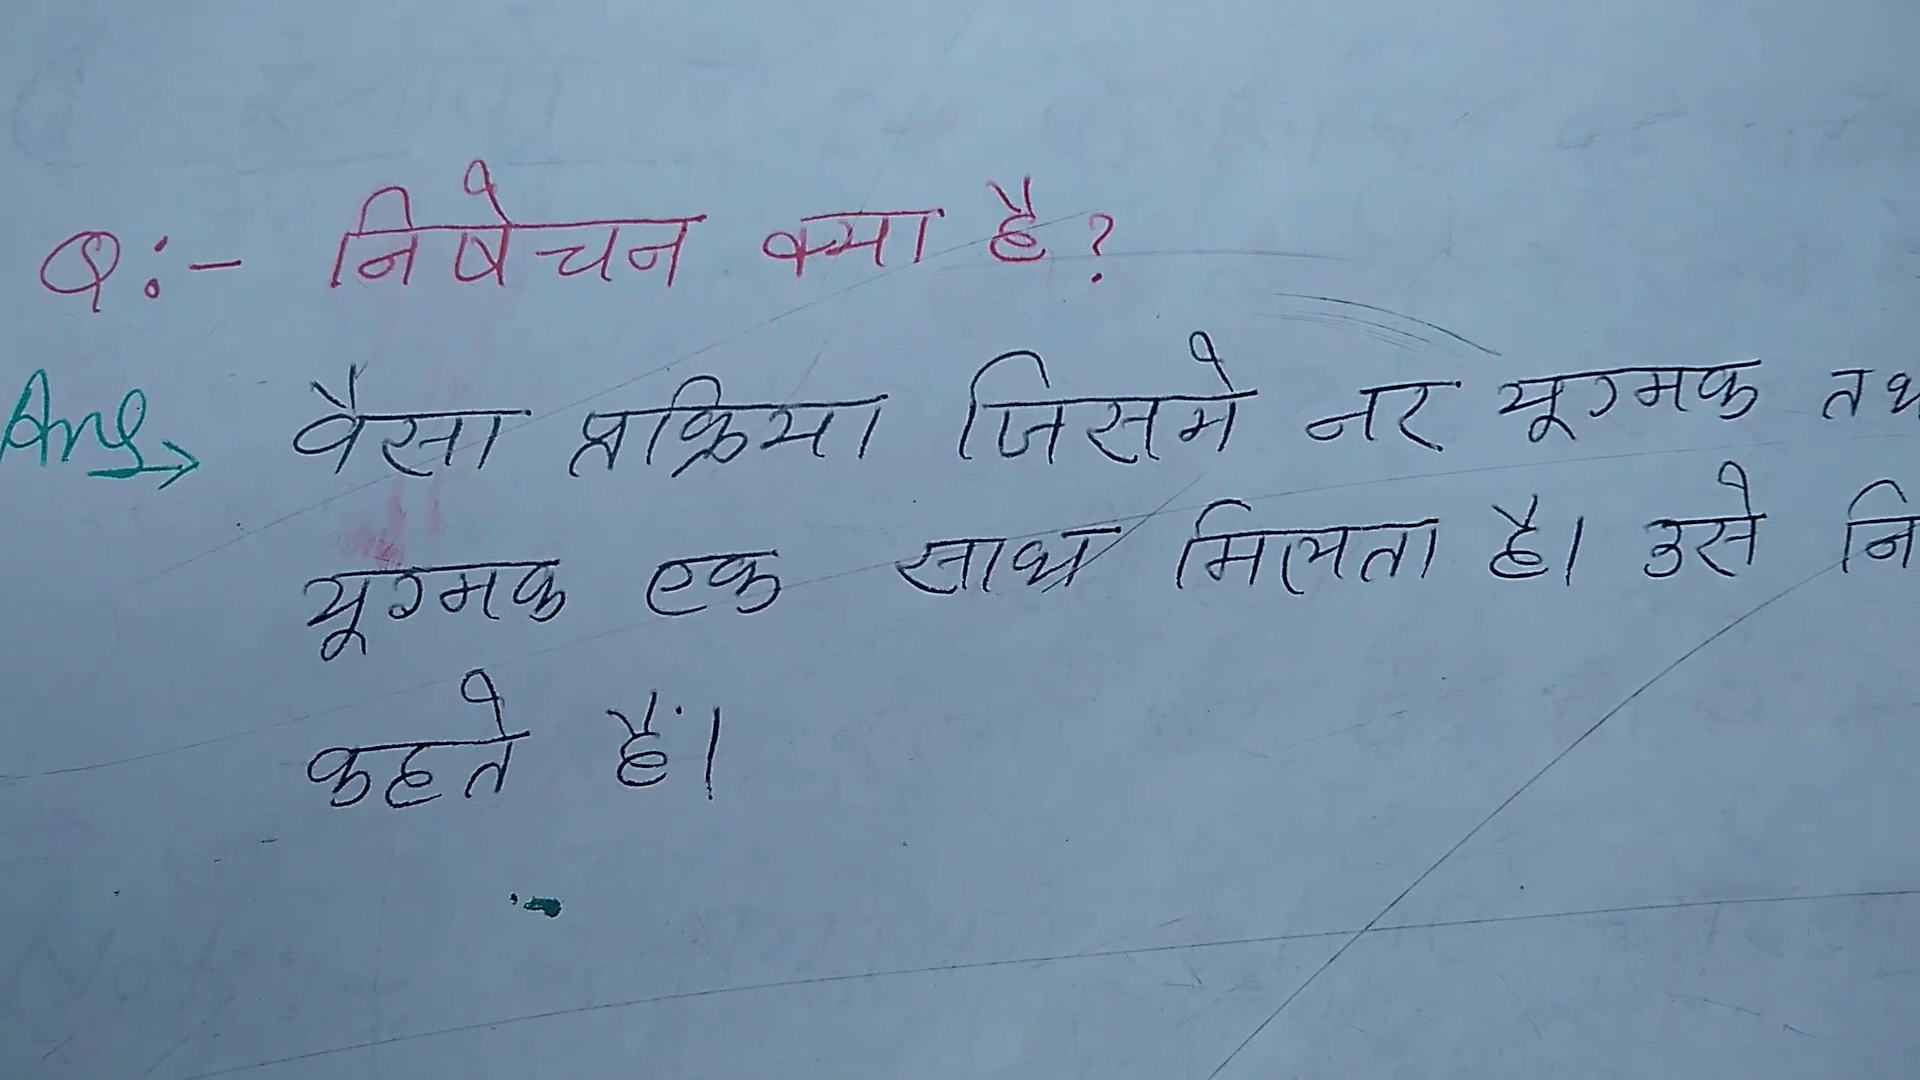 Q:- निषेचन क्या है?
Ans→ वैसा प्रक्रिया जिसमे नर यूग्मक तथ
यूग्मक एक साथ मिलता है। उसे नि
कहते हैं।